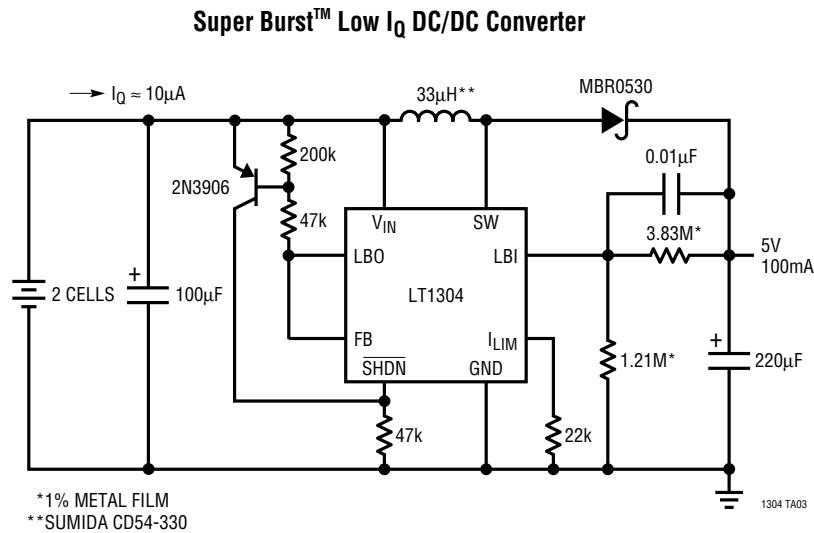 Super Burst™ Low IQ DC/DC Converter
IQ ≈ 10µA
33µH**
MBR0530
200k
0.01µF
2N3906
47k
VIN
SW
3.83M*
LBO
LBI
5V
100mA
2 CELLS
+
100µF
LT1304
FB
ILIM
SHDN
GND
1.21M*
+
220µF
47k
22k
*1% METAL FILM
**SUMIDA CD54-330
1304 TA03